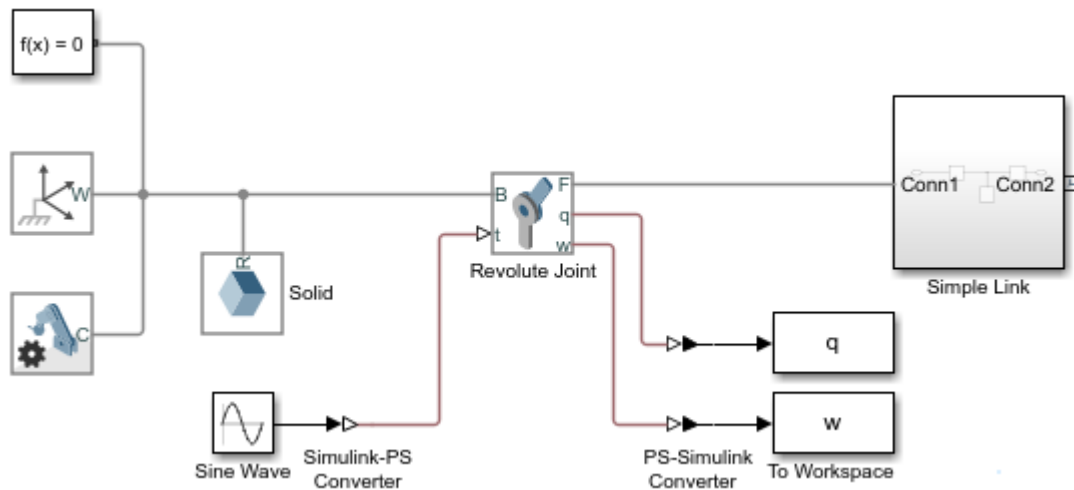 f(x) = 0
W
C
R
Solid
B
t
F
q
w
Revolute Joint
Conn1
Conn2
Simple Link
Sine Wave
Simulink-PS
Converter
q
w
PS-Simulink
Converter
To Workspace